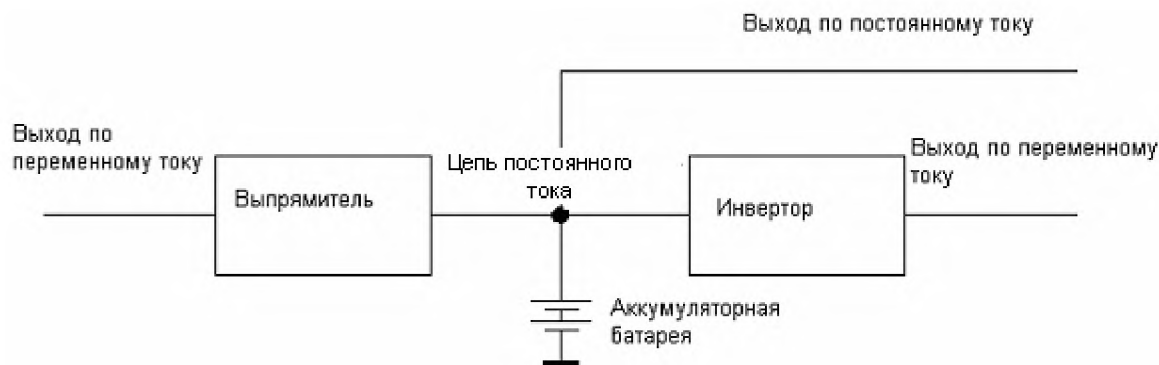 Выход по постоянному току
Выход по
переменному току
Выпрямитель
Цепь постоянного
тока
Инвертор
Выход по переменному
току
Аккумуляторная
батарея